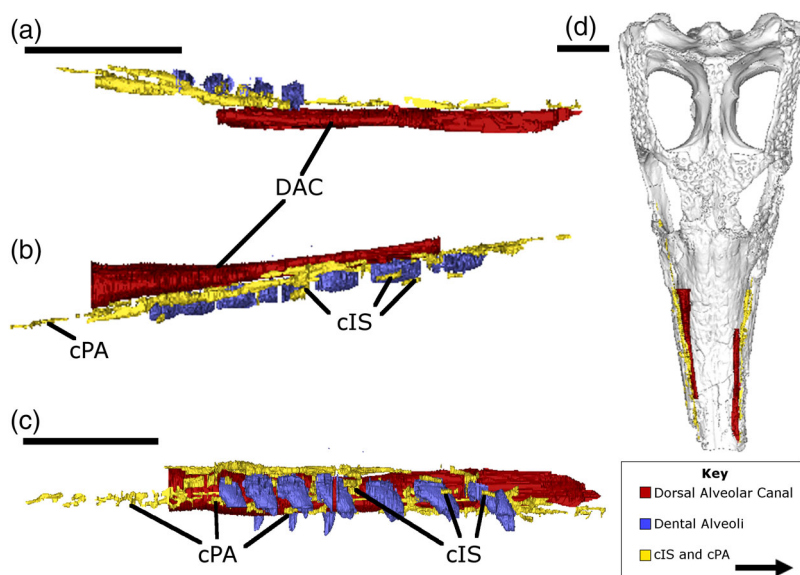 (a)
(d)
DAC
(b)
cIS
cPA
(c)
cPA
cIS
Key
Dorsal Alveolar Canal
Dental Alveoli
cIS and cPA